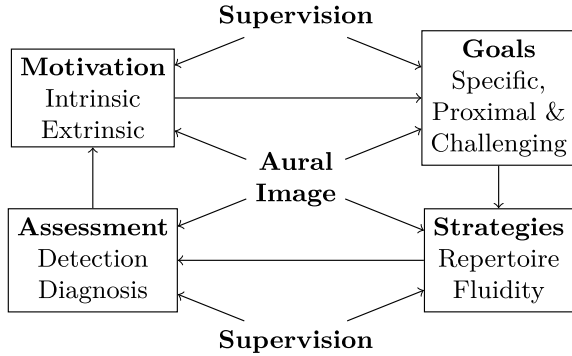 Supervision
Motivation
Intrinsic
Extrinsic
Goals
Specific,
Proximal &
Challenging
Aural
Image
Assessment
Detection
Diagnosis
Strategies
Repertoire
Fluidity
Supervision